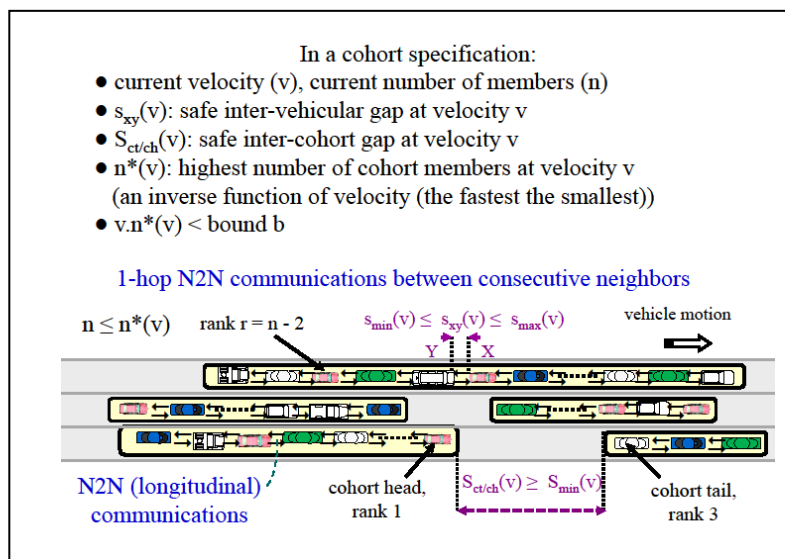 In a cohort specification:
● current velocity (v), current number of members (n)
● sxy(v): safe inter-vehicular gap at velocity v
● Sct/ch(v): safe inter-cohort gap at velocity v
● n*(v): highest number of cohort members at velocity v
(an inverse function of velocity (the fastest the smallest))
● v.n*(v) < bound b
1-hop N2N communications between consecutive neighbors
n ≤ n*(v)
rank r = n - 2
smin(v) ≤ sxy(v) ≤ smax(v)
vehicle motion
Y
X
N2N (longitudinal)
communications
cohort head,
rank 1
Sct/ch(v) ≥ Smin(v)
cohort tail,
rank 3